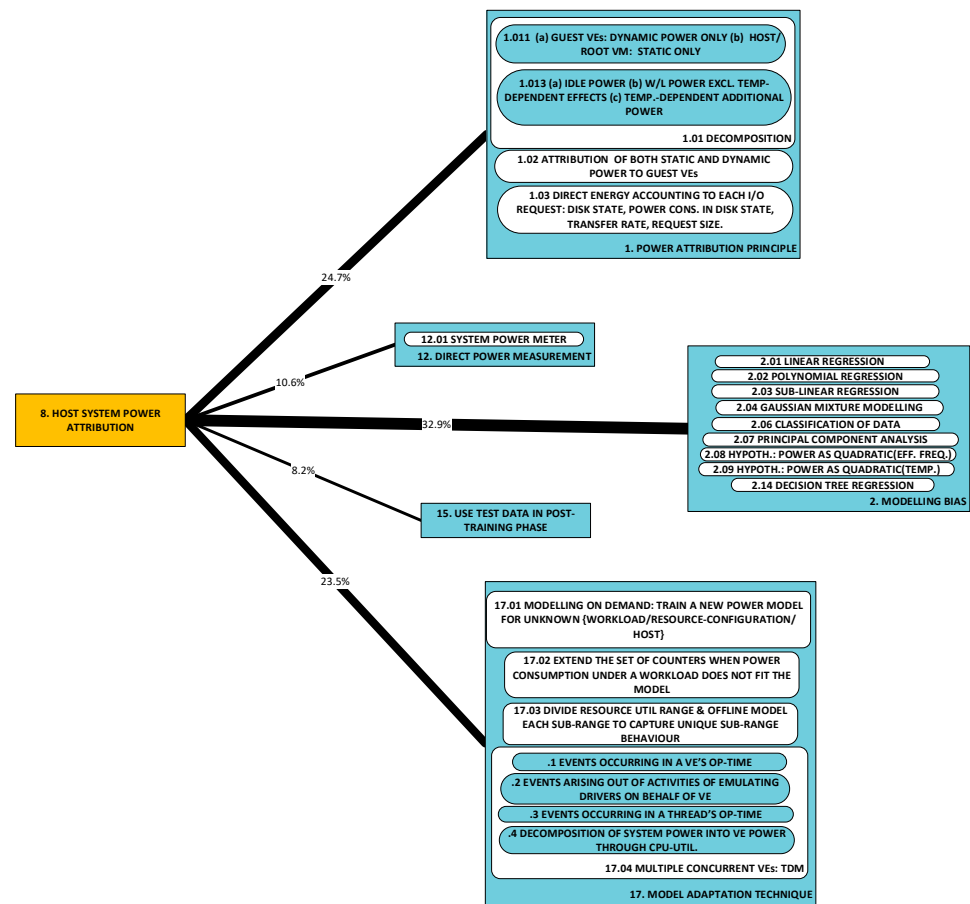 1.011 (a) GUEST VEs: DYNAMIC POWER ONLY (b) HOST/
ROOT VM: STATIC ONLY
1.013 (a) IDLE POWER (b) W/L POWER EXCL. TEMP-
DEPENDENT EFFECTS (c) TEMP.-DEPENDENT ADDITIONAL
POWER
1.01 DECOMPOSITION
1.02 ATTRIBUTION OF BOTH STATIC AND DYNAMIC
POWER TO GUEST VEs
1.03 DIRECT ENERGY ACCOUNTING TO EACH I/O
REQUEST: DISK STATE, POWER CONS. IN DISK STATE,
TRANSFER RATE, REQUEST SIZE.
1. POWER ATTRIBUTION PRINCIPLE
24.7%
12.01 SYSTEM POWER METER
12. DIRECT POWER MEASUREMENT
10.6%
8. HOST SYSTEM POWER
ATTRIBUTION
32.9%
2.01 LINEAR REGRESSION
2.02 POLYNOMIAL REGRESSION
2.03 SUB-LINEAR REGRESSION
2.04 GAUSSIAN MIXTURE MODELLING
2.06 CLASSIFICATION OF DATA
2.07 PRINCIPAL COMPONENT ANALYSIS
2.08 HYPOTH.: POWER AS QUADRATIC(EFF. FREQ.)
2.09 HYPOTH.: POWER AS QUADRATIC(TEMP.)
2.14 DECISION TREE REGRESSION
2. MODELLING BIAS
8.2%
15. USE TEST DATA IN POST-
TRAINING PHASE
23.5%
17.01 MODELLING ON DEMAND: TRAIN A NEW POWER MODEL
FOR UNKNOWN {WORKLOAD/RESOURCE-CONFIGURATION/
HOST}
17.02 EXTEND THE SET OF COUNTERS WHEN POWER
CONSUMPTION UNDER A WORKLOAD DOES NOT FIT THE
MODEL
17.03 DIVIDE RESOURCE UTIL RANGE & OFFLINE MODEL
EACH SUB-RANGE TO CAPTURE UNIQUE SUB-RANGE
BEHAVIOUR
.1 EVENTS OCCURRING IN A VE'S OP-TIME
.2 EVENTS ARISING OUT OF ACTIVITIES OF EMULATING
DRIVERS ON BEHALF OF VE
.3 EVENTS OCCURRING IN A THREAD'S OP-TIME
.4 DECOMPOSITION OF SYSTEM POWER INTO VE POWER
THROUGH CPU-UTIL.
17.04 MULTIPLE CONCURRENT VEs: TDM
17. MODEL ADAPTATION TECHNIQUE